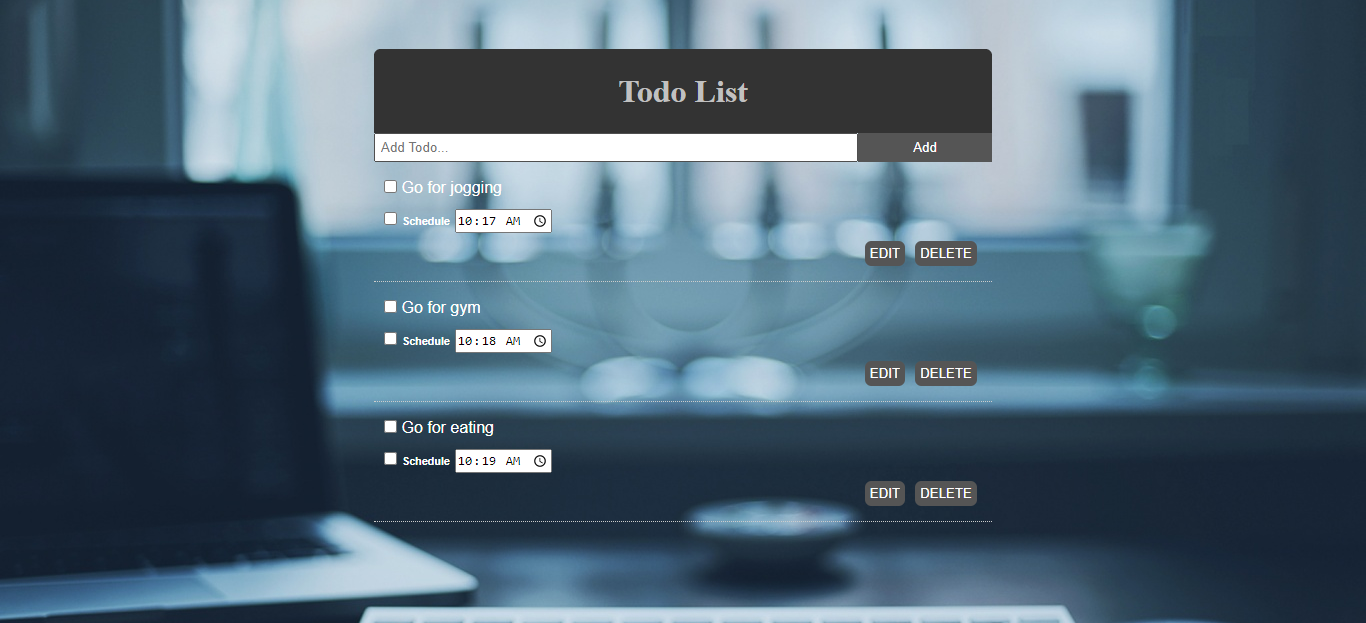 Todo List
Add Todo... Add
Go for jogging
Schedule 10:17 AM
EDIT DELETE
Go for gym
Schedule 10:18 AM
EDIT DELETE
Go for eating
Schedule 10:19 AM
EDIT DELETE